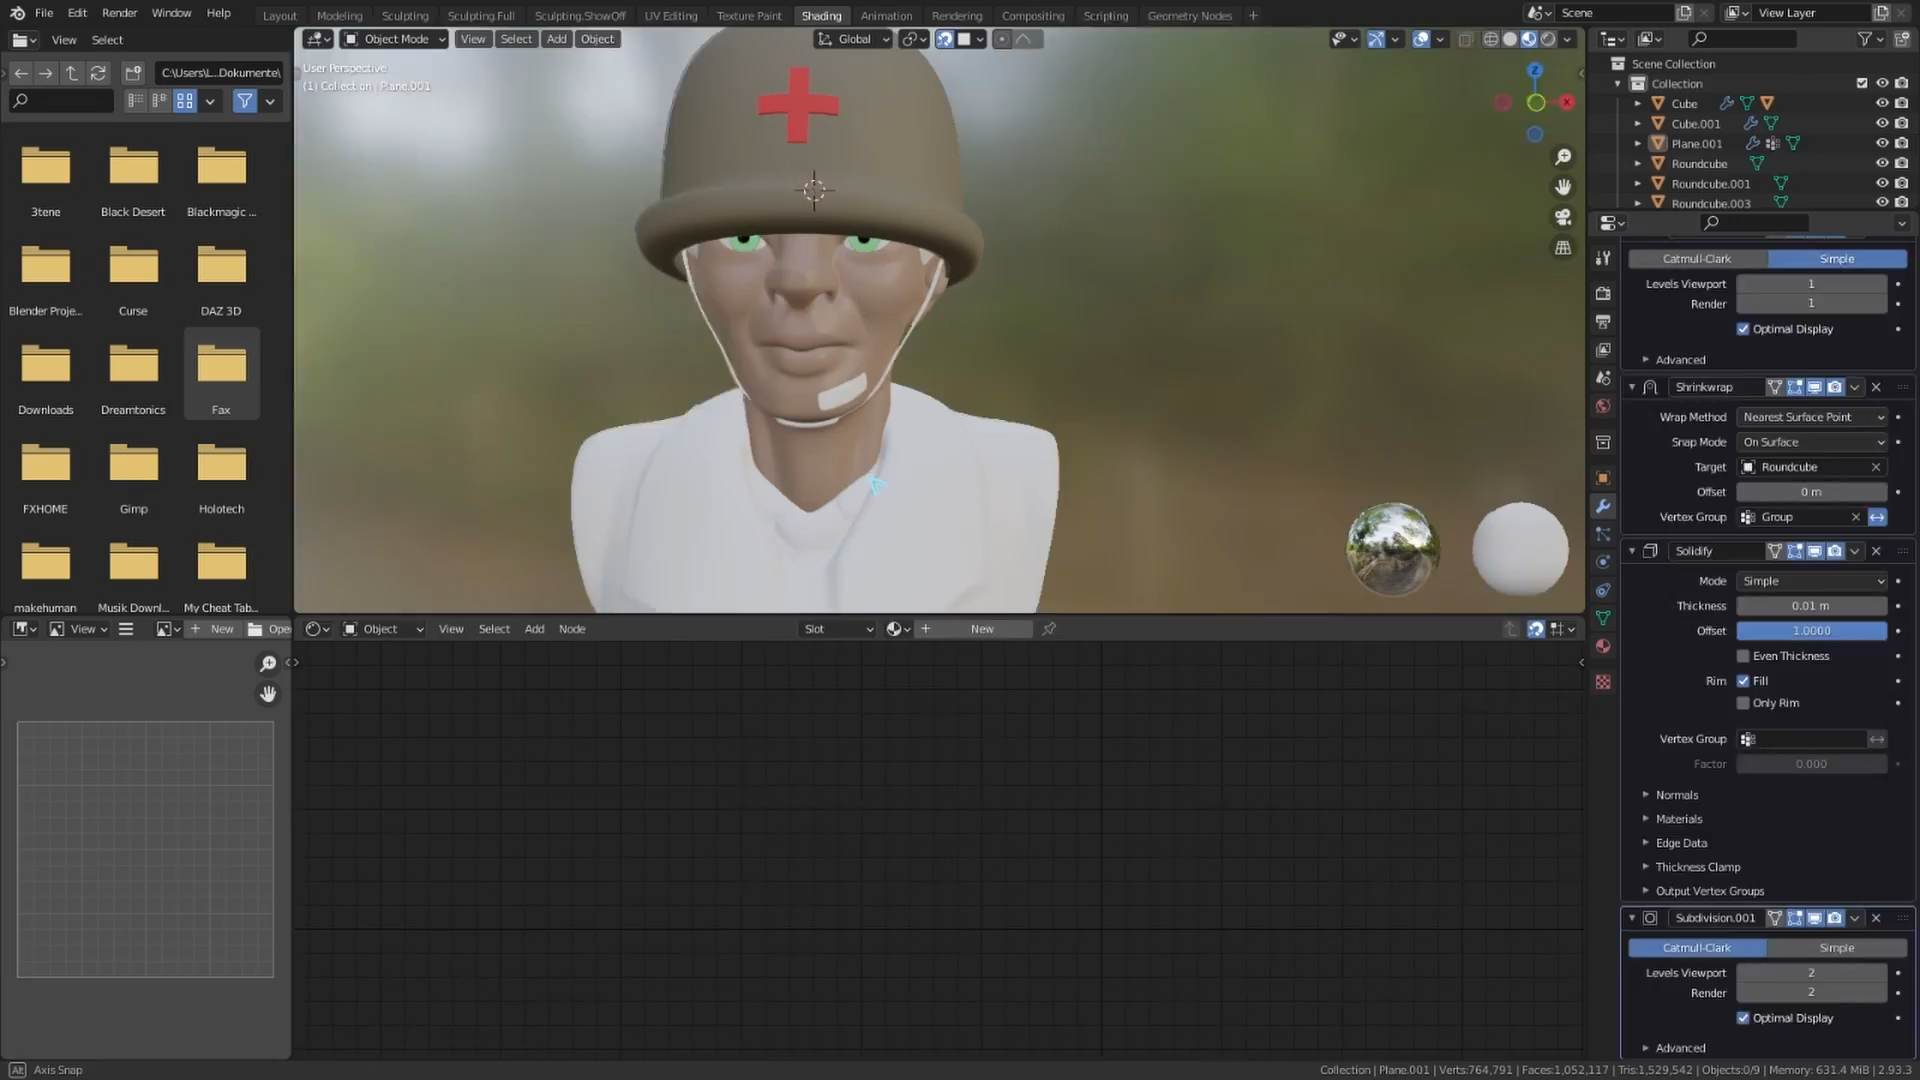 File Edit Render Window Help Layout Modeling Sculpting Sculpting.Full Sculpting.ShowOff UV Editing Texture Paint Shading Animation Rendering Compositing Scripting Geometry Nodes + Scene View Layer
View Select
C:\Users\L...Dokumente\
3tene Black Desert Blackmagic ...
Blender Proje... Curse DAZ 3D
Downloads Dreamtonics Fax
FXHOME Gimp Holotech
makehuman Musik Downl... My Cheat Tab...
Object Mode View Select Add Object Global
User Perspective
(1) Collection | Plane.001
Z
X
Scene Collection
Collection
Cube
Cube.001
Plane.001
Roundcube
Roundcube.001
Roundcube.003
Catmull-Clark Simple
Levels Viewport 1
Render 1
Optimal Display
Advanced
Shrinkwrap
Wrap Method Nearest Surface Point
Snap Mode On Surface
Target Roundcube
Offset 0 m
Vertex Group Group
Solidify
Mode Simple
Thickness 0.01 m
Offset 1.0000
Even Thickness
Rim Fill
Only Rim
Vertex Group
Factor 0.000
Normals
Materials
Edge Data
Thickness Clamp
Output Vertex Groups
Subdivision.001
Catmull-Clark Simple
Levels Viewport 2
Render 2
Optimal Display
Advanced
View + New Open
Object View Select Add Node Slot + New
Alt Axis Snap
Collection | Plane.001 | Verts:764,791 | Faces:1,052,117 | Tris:1,529,542 | Objects:0/9 | Memory: 631.4 MiB | 2.93.3